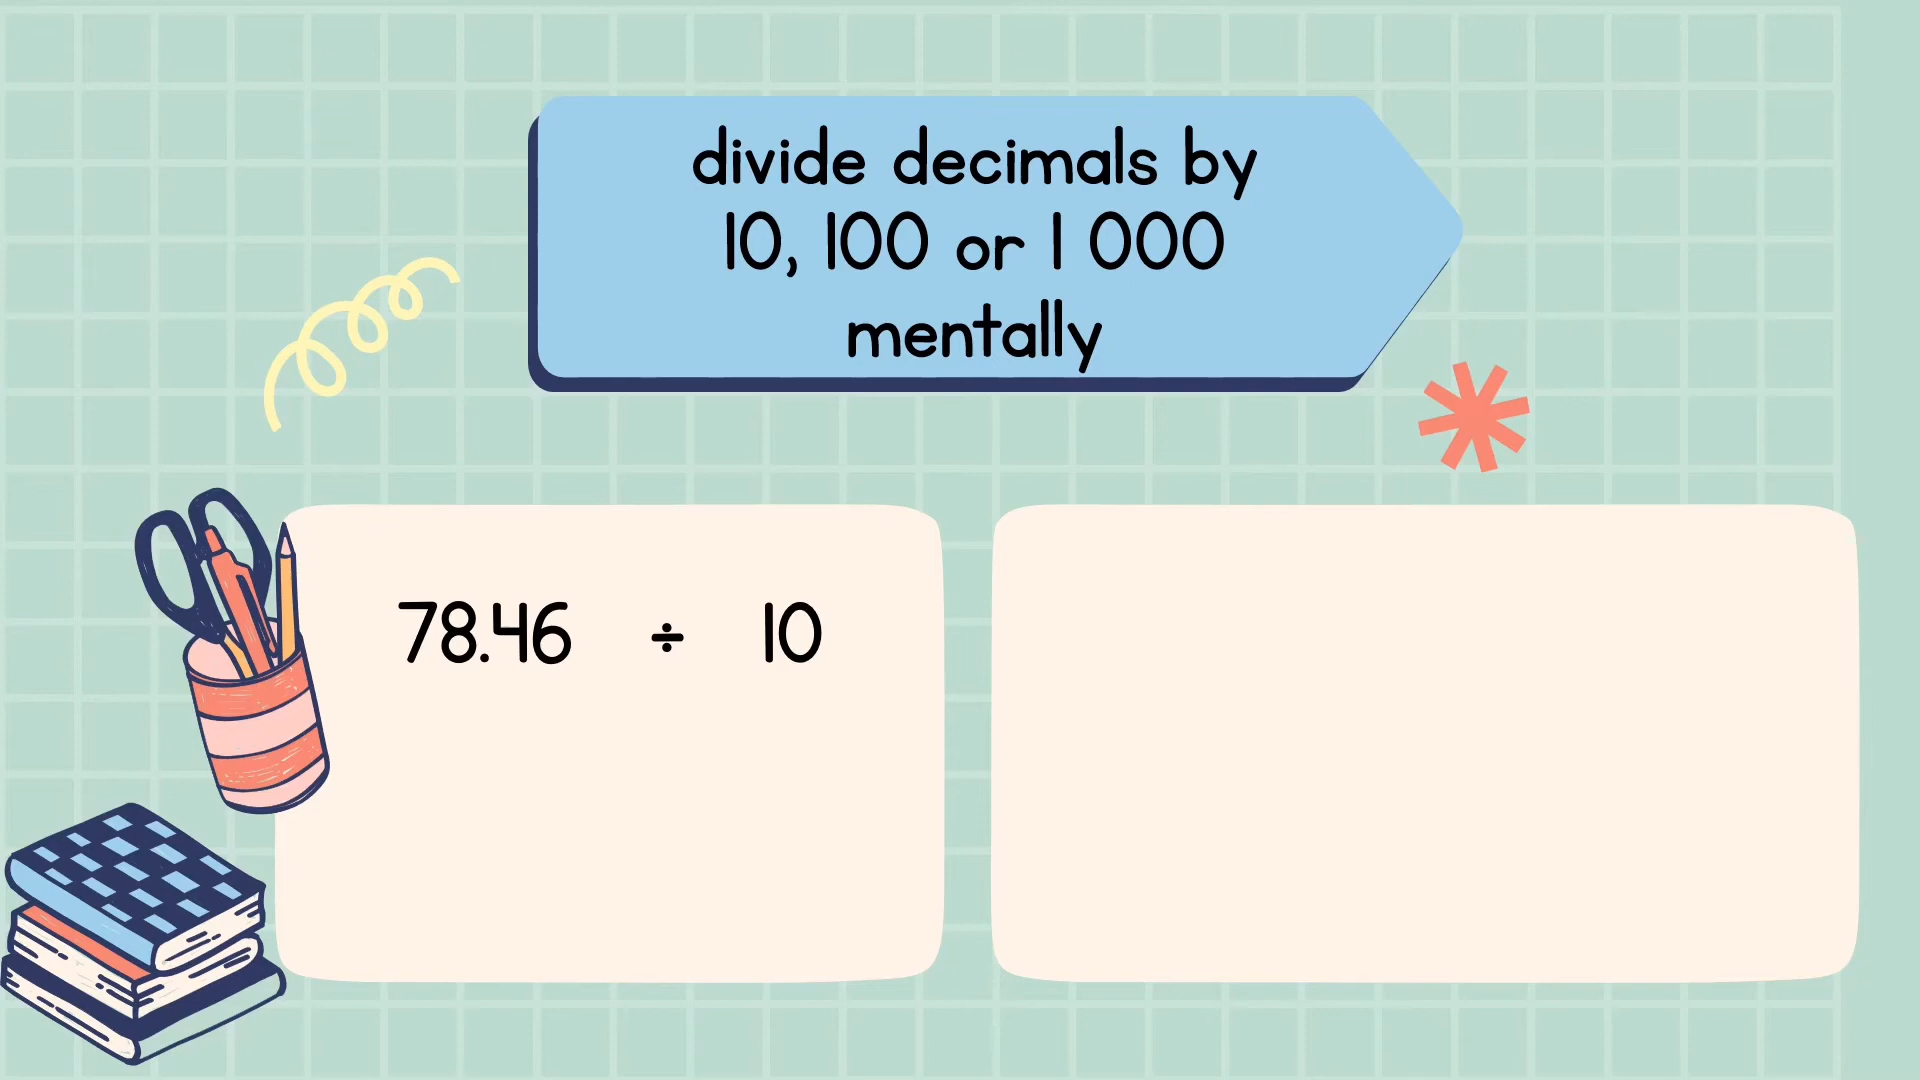 divide decimals by
10, 100 or 1 000
mentally
78.46 ÷ 10